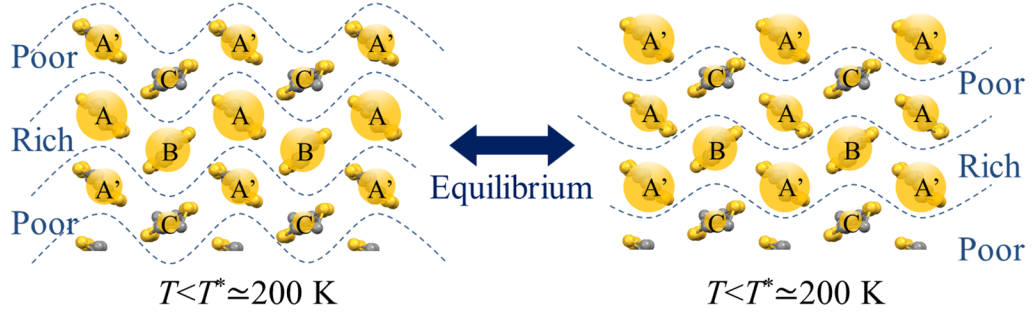 A' A' A' A' A' A'
Poor
C C C C
Poor
A A A A A A
Rich
B B B B
Rich
Equilibrium
A' A' A' A' A' A'
Poor
C C C C
Poor
T<T*≃200 K T<T*≃200 K